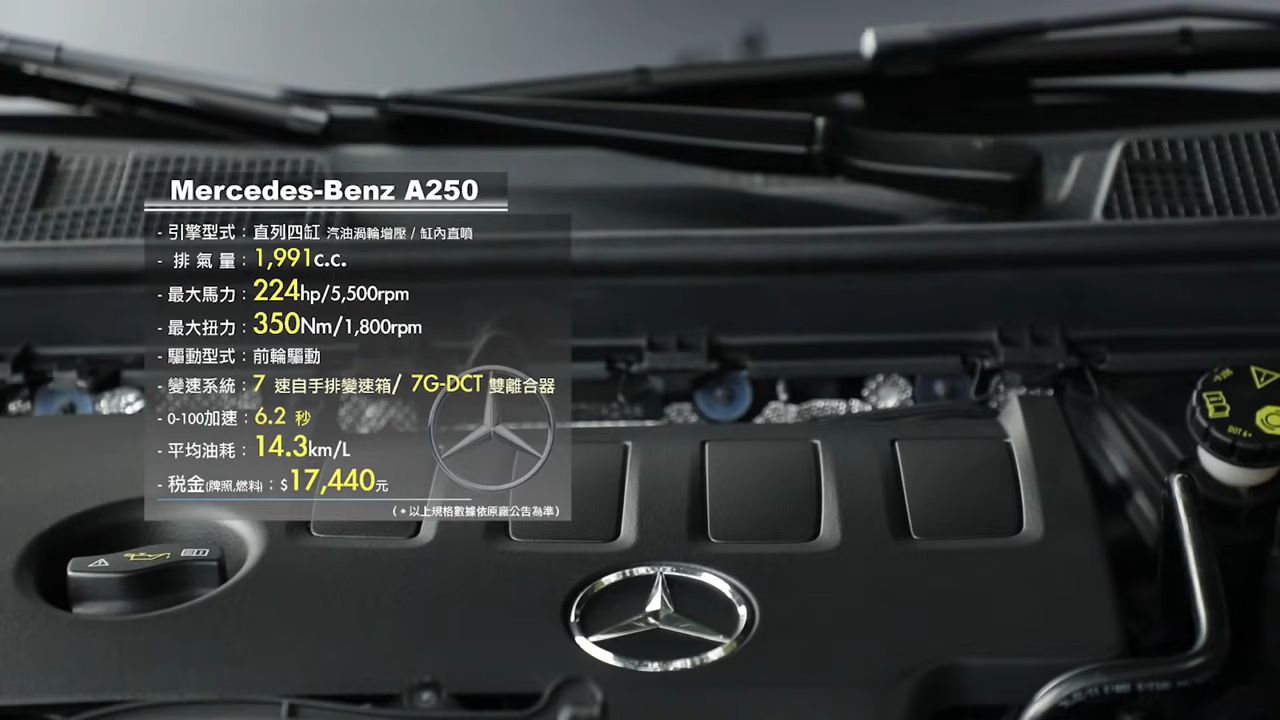 Mercedes-Benz A250
- 引擎型式：直列四缸 汽油渦輪增壓 / 缸內直噴
- 排 氣 量：1,991c.c.
- 最大馬力：224hp/5,500rpm
- 最大扭力：350Nm/1,800rpm
- 驅動型式：前輪驅動
- 變速系統：7 速自手排變速箱/ 7G-DCT 雙離合器
- 0-100加速：6.2 秒
- 平均油耗：14.3km/L
- 税金(牌照,燃料)：$17,440元
(＊以上規格數據依原廠公告為準)
DOT 4+